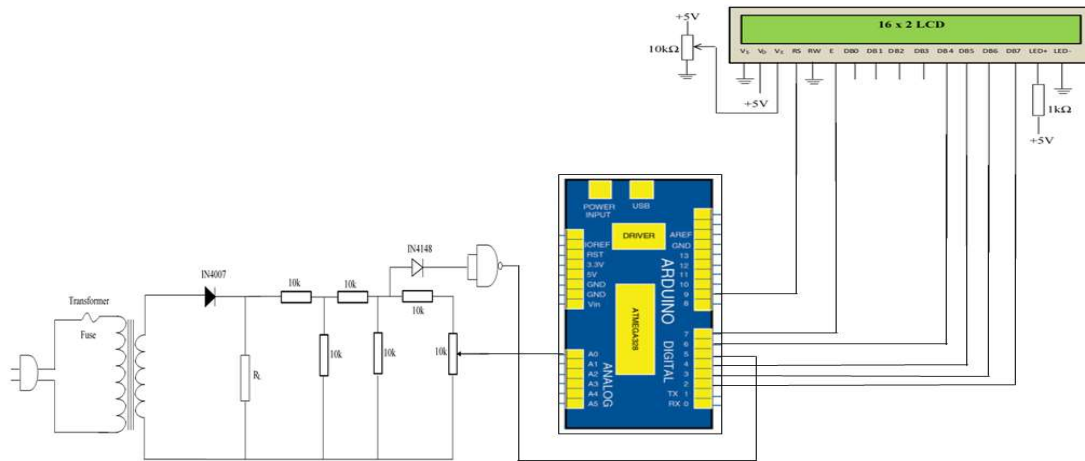 +5V
10kΩ
16 x 2 LCD
VS VD VX RS RW E DB0 DB1 DB2 DB3 DB4 DB5 DB6 DB7 LED+ LED-
+5V
1kΩ
+5V
POWER INPUT
USB
DRIVER
IOREF
RST
3.3V
5V
GND
GND
Vin
ATMEGA328
ARDUINO
AREF
GND
13
12
11
10
9
8
7
6
5
4
3
2
TX 1
RX 0
DIGITAL
ANALOG
A0
A1
A2
A3
A4
A5
IN4148
IN4007
Transformer
Fuse
RL
10k
10k
10k
10k
10k
10k